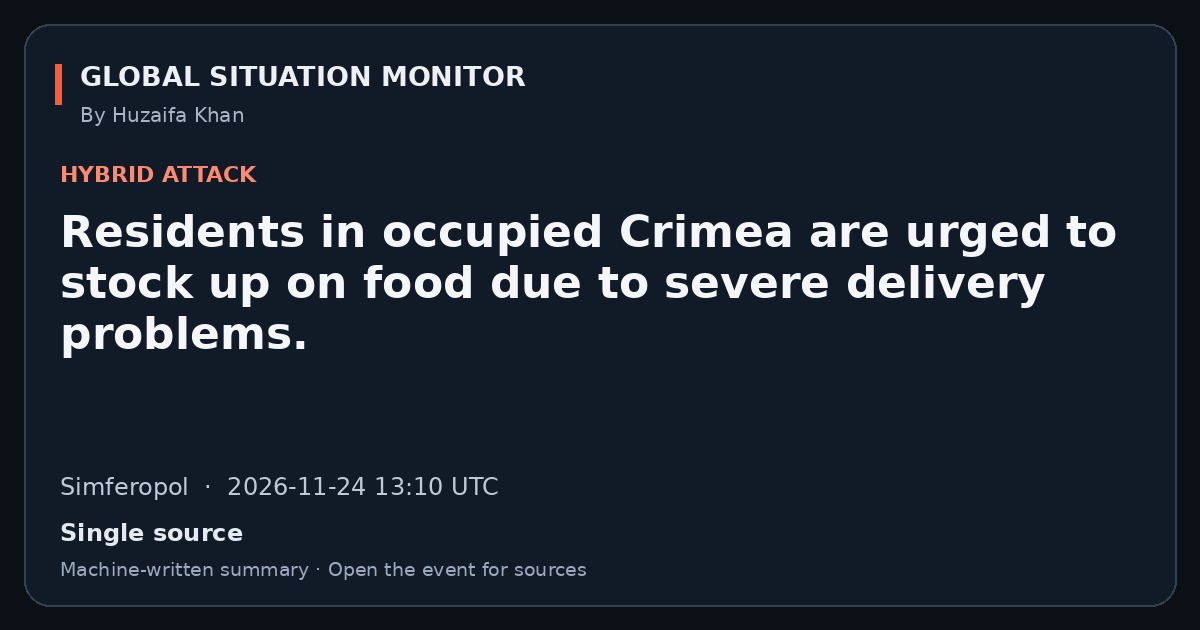 GLOBAL SITUATION MONITOR
By Huzaifa Khan
HYBRID ATTACK
Residents in occupied Crimea are urged to
stock up on food due to severe delivery
problems.
Simferopol · 2026-11-24 13:10 UTC
Single source
Machine-written summary · Open the event for sources